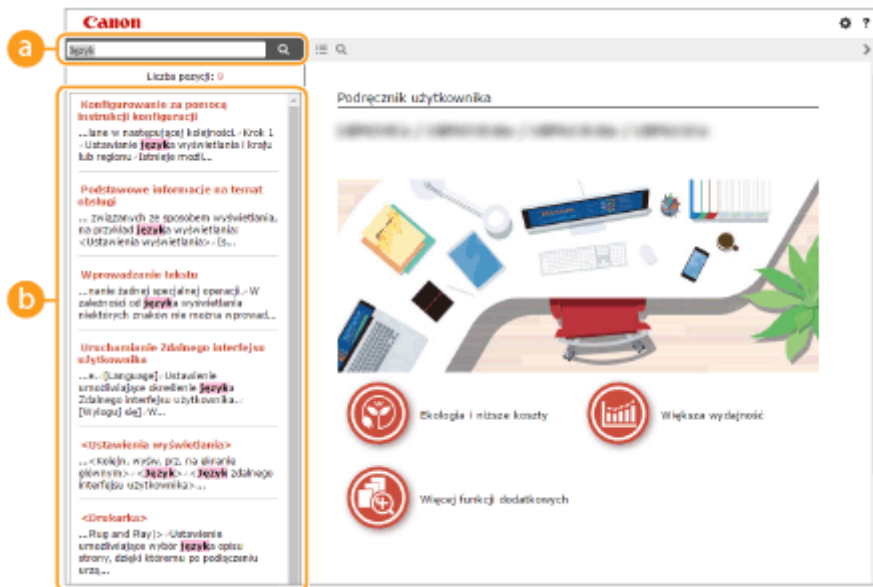 Canon
?
a
Język
Liczba pozycji: 9
b
Konfigurowanie za pomocą
instrukcji konfiguracji
...lane w następującej kolejności.-Krok 1
-Ustawianie języka wyświetlania i kraju
lub regionu -Istnieje możli...
Podstawowe informacje na temat
obsługi
... związanych ze sposobem wyświetlania,
na przykład języka wyświetlania:
<Ustawienia wyświetlania>-[s...
Wprowadzanie tekstu
...nanie żadnej specjalnej operacji.-W
zależności od języka wyświetlania
niektórych znaków nie można wprowad...
Uruchamianie Zdalnego interfejsu
użytkownika
...e.-[Language]-Ustawienie
umożliwiające określenie języka
Zdalnego interfejsu użytkownika.-
[Wyloguj się]-W...
<Ustawienia wyświetlania>
...<Kolejn. wyśw. prz. na ekranie
głównym>-<Język>-<Język zdalnego
interfejsu użytkownika>...
<Drukarka>
...Plug and Play)>-Ustawienie
umożliwiające wybór języka opisu
strony, dzięki któremu po podłączeniu
urzą...
Podręcznik użytkownika
Ekologia i niższe koszty
Większa wydajność
Więcej funkcji dodatkowych